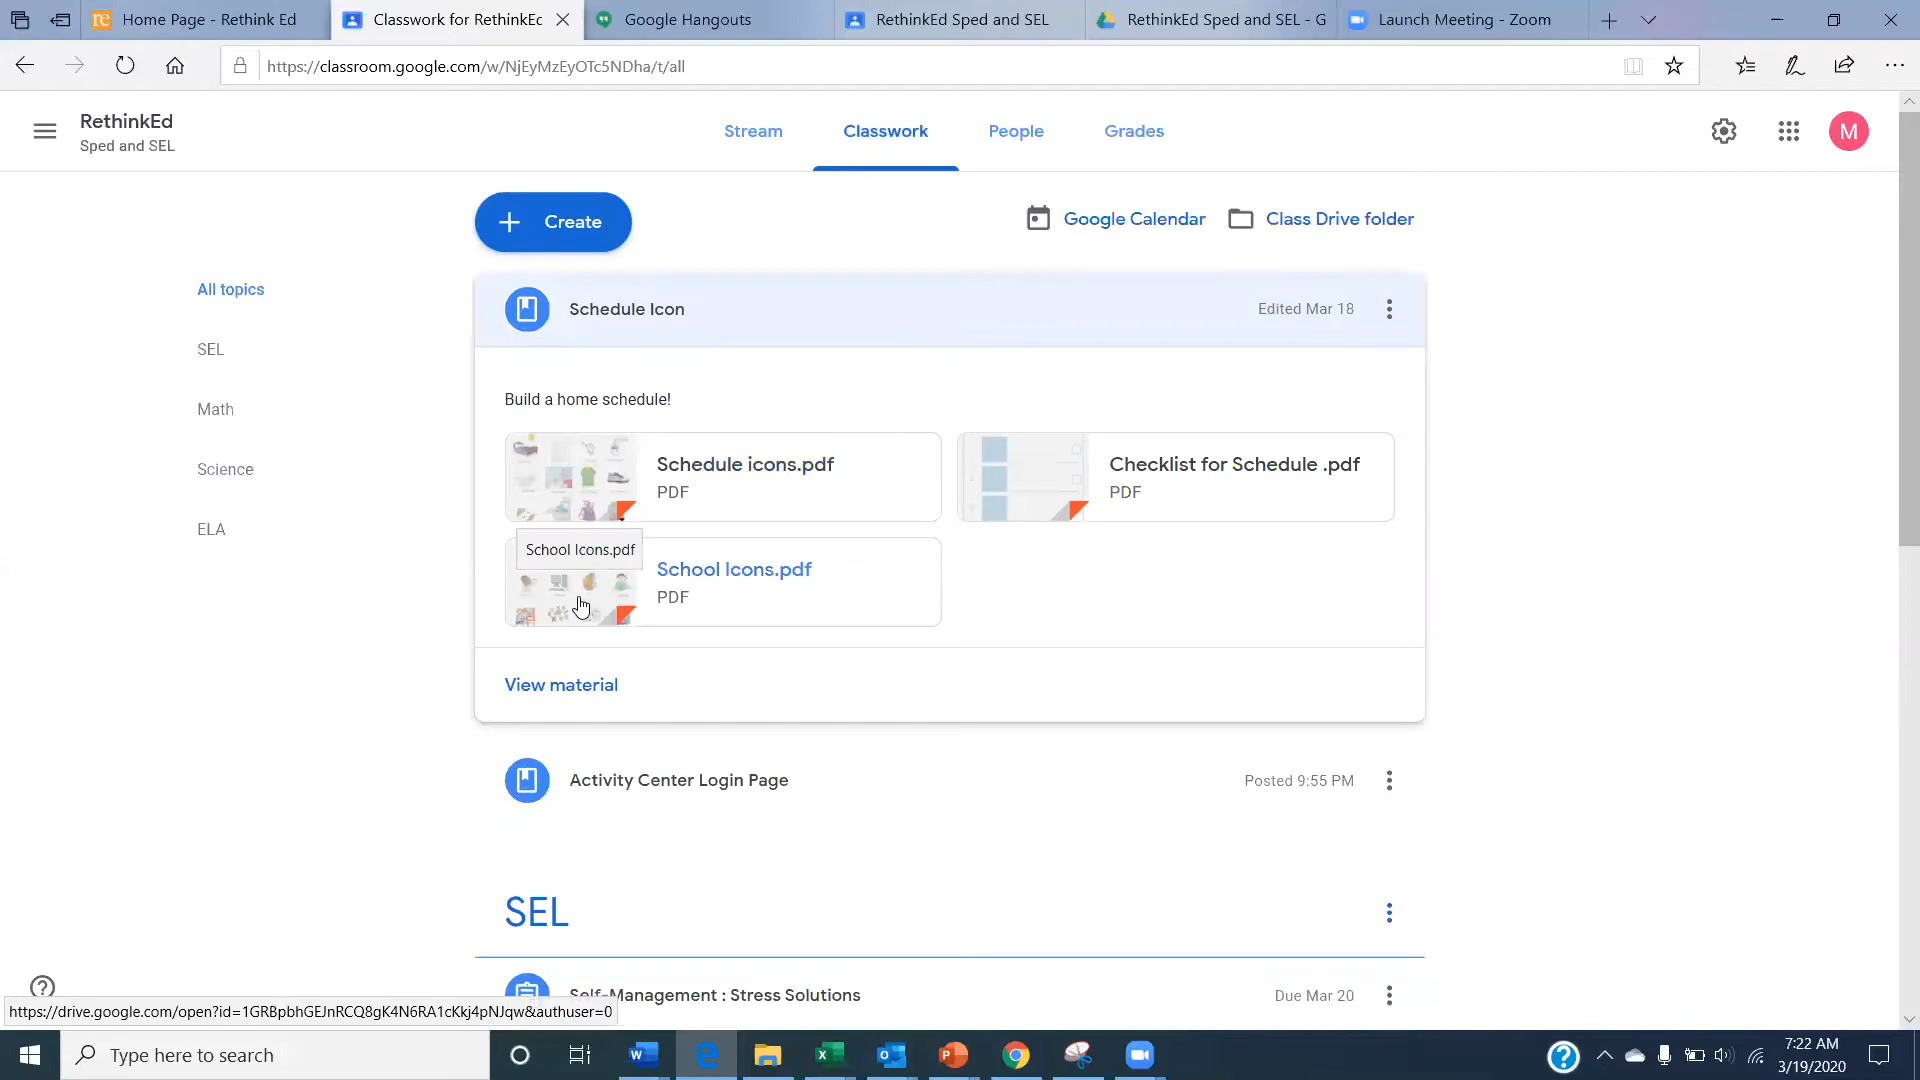 Home Page - Rethink Ed
Classwork for RethinkEd
Google Hangouts
RethinkEd Sped and SEL
RethinkEd Sped and SEL - G
Launch Meeting - Zoom
https://classroom.google.com/w/NjEyMzEyOTc5NDha/t/all
RethinkEd
Sped and SEL
Stream
Classwork
People
Grades
M
Create
Google Calendar
Class Drive folder
All topics
SEL
Math
Science
ELA
Schedule Icon
Edited Mar 18
Build a home schedule!
Schedule icons.pdf
PDF
Checklist for Schedule .pdf
PDF
School Icons.pdf
School Icons.pdf
PDF
View material
Activity Center Login Page
Posted 9:55 PM
SEL
Self-Management : Stress Solutions
Due Mar 20
https://drive.google.com/open?id=1GRBpbhGEJnRCQ8gK4N6RA1cKkj4pNJqw&authuser=0
Type here to search
7:22 AM
3/19/2020